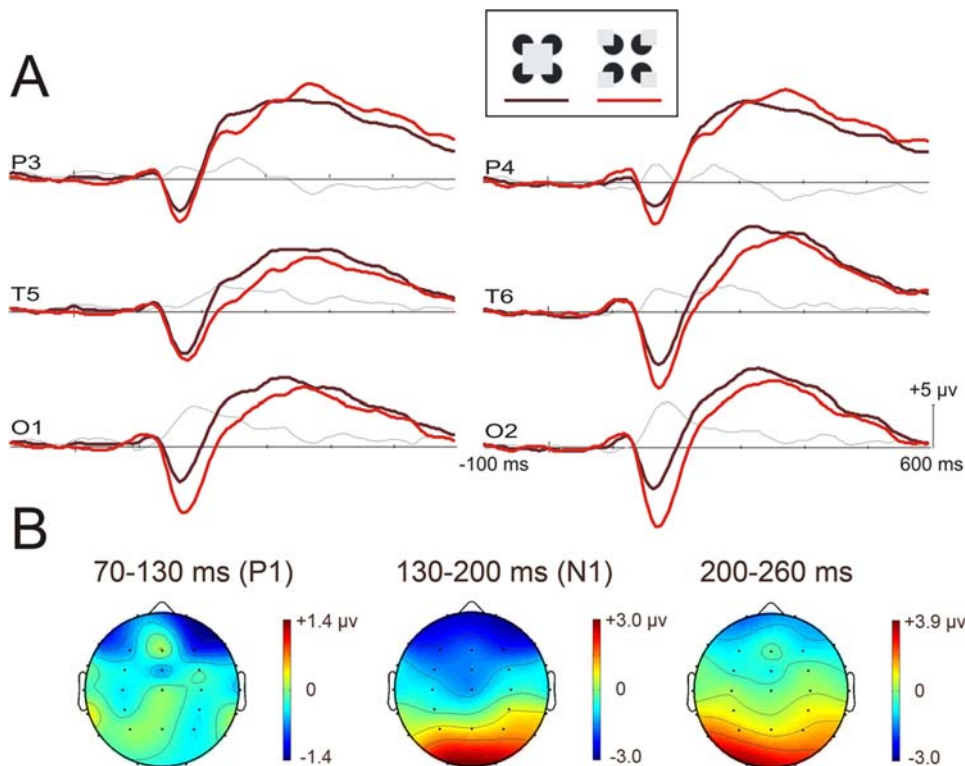 A
P3
P4
T5
T6
O1
O2
+5 μv
-100 ms
600 ms
B
70-130 ms (P1)
130-200 ms (N1)
200-260 ms
+1.4 μv
0
-1.4
+3.0 μv
0
-3.0
+3.9 μv
0
-3.0